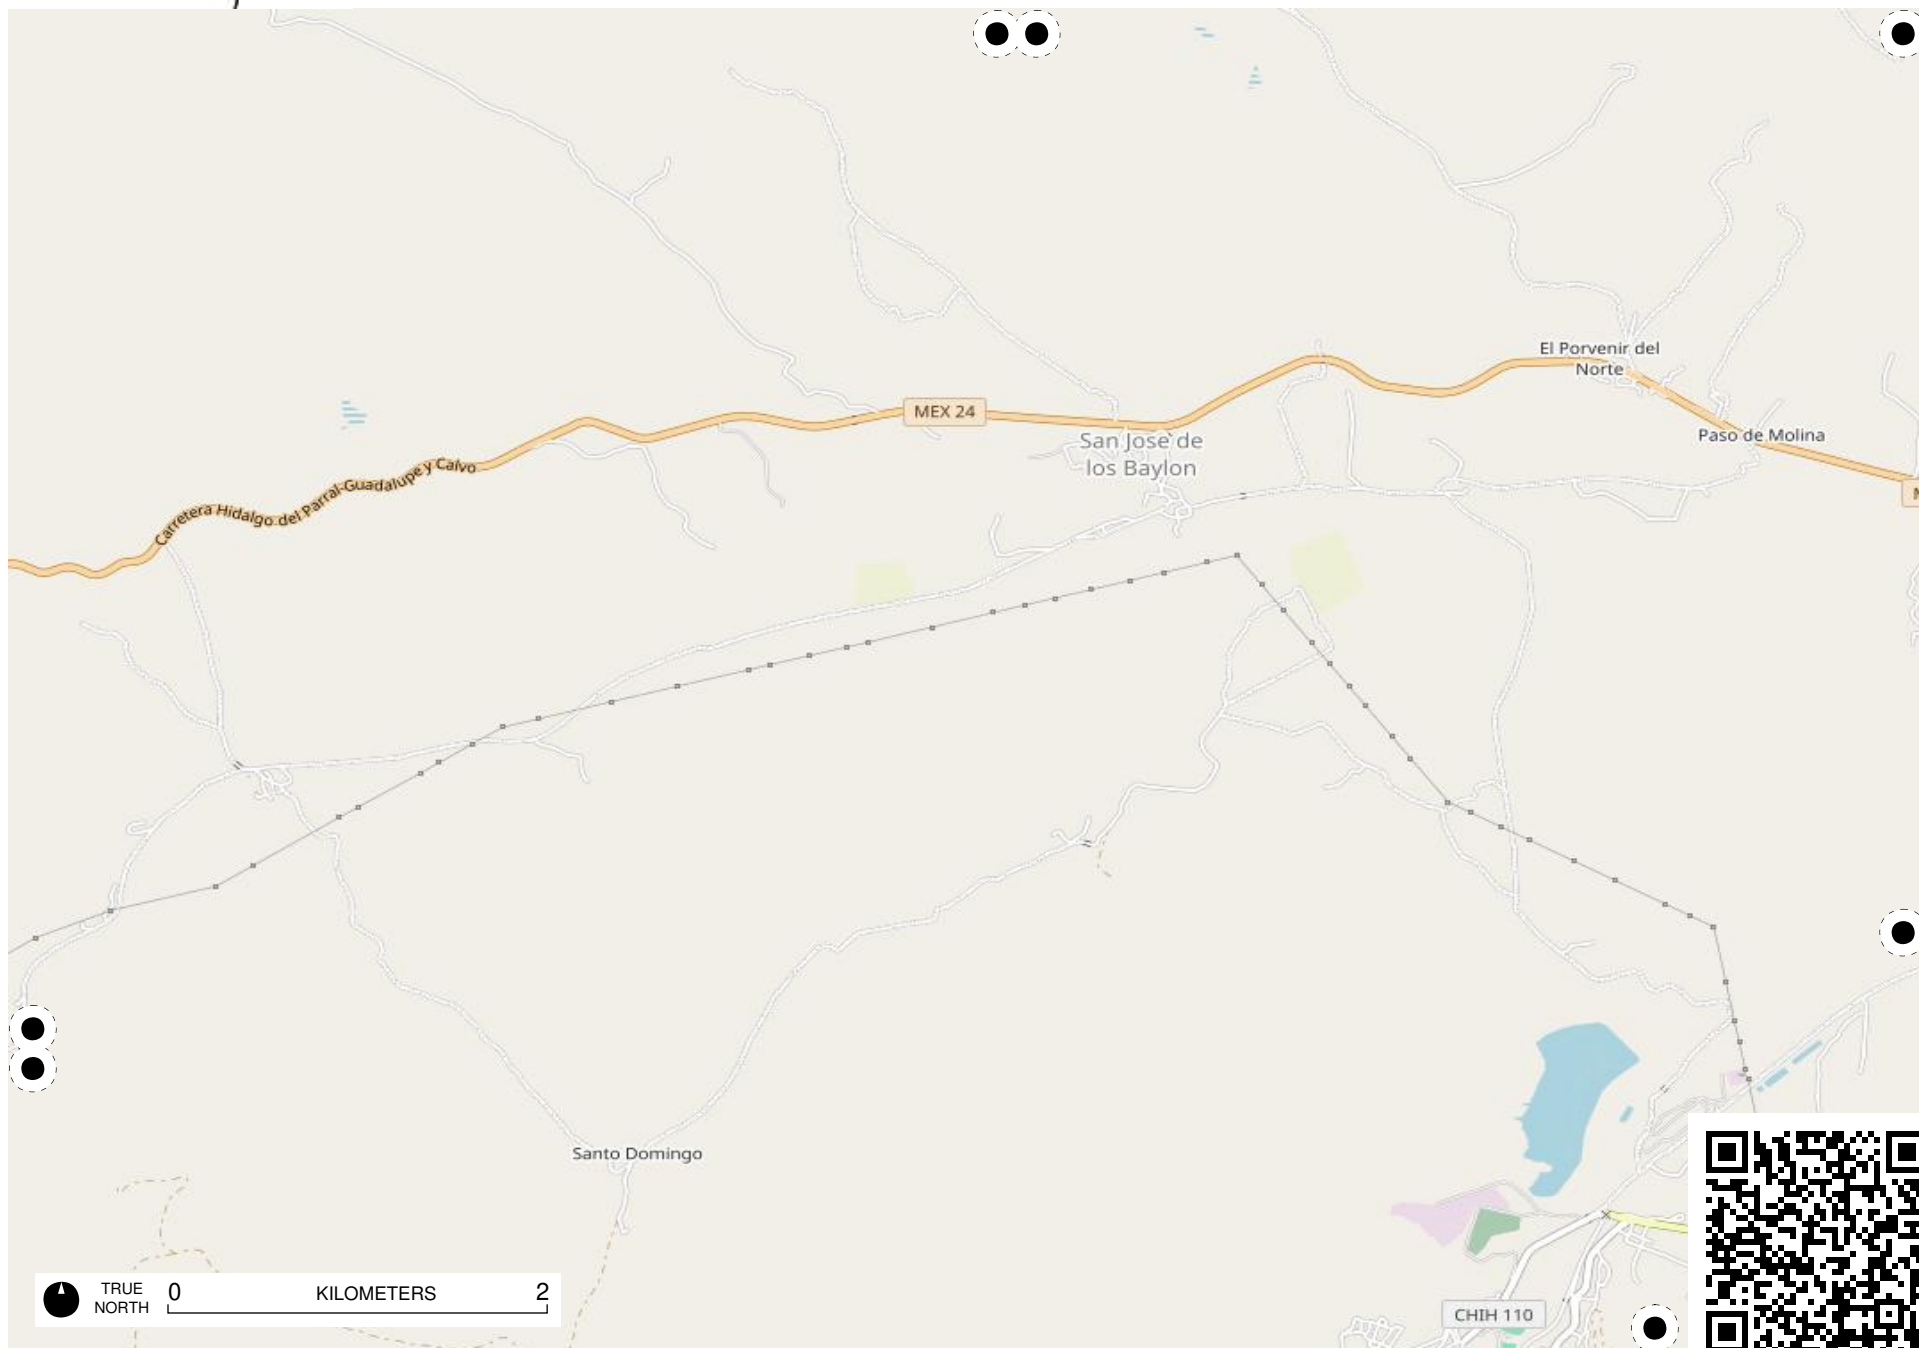 El Porvenir del
Norte
MEX 24
Paso de Molina
San Jose de
los Baylon
Carretera Hidalgo del Parral-Guadalupe y Calvo
Santo Domingo
TRUE
NORTH
0
KILOMETERS
2
CHIH 110